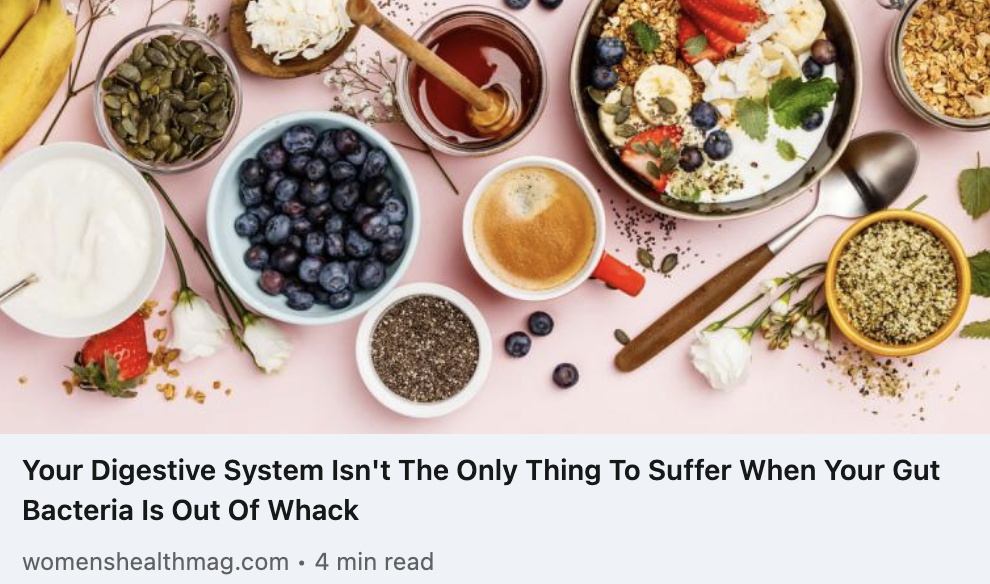 Your Digestive System Isn't The Only Thing To Suffer When Your Gut
Bacteria Is Out Of Whack
womenshealthmag.com • 4 min read